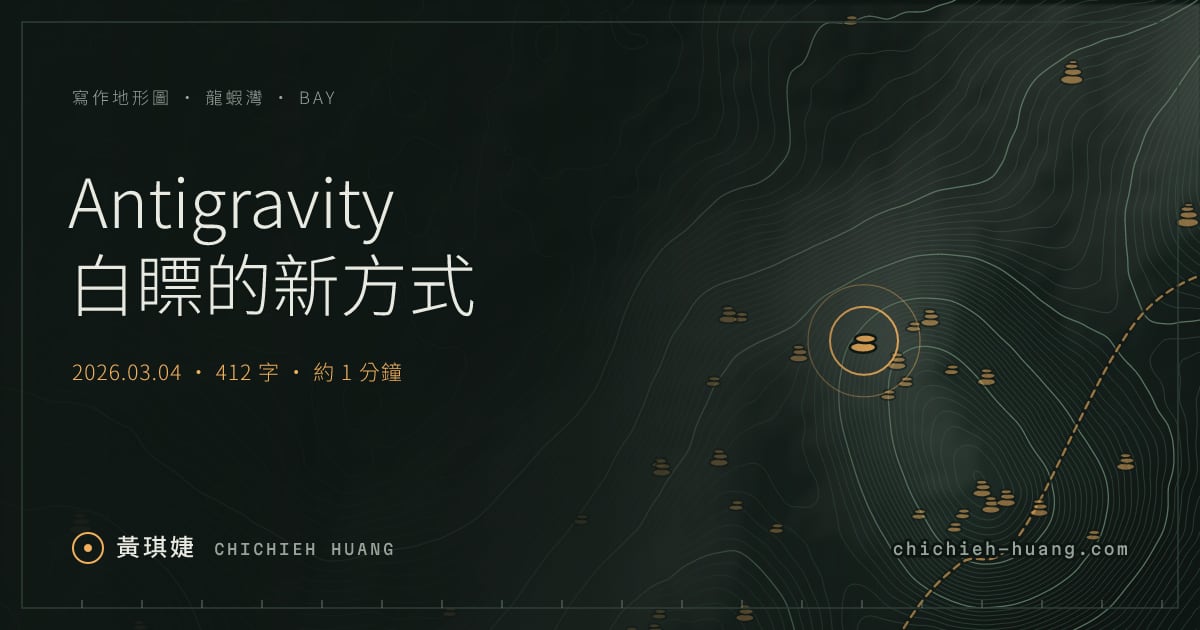 寫作地形圖 · 龍蝦灣 · BAY
Antigravity
白瞟的新方式
2026.03.04 · 412 字 · 約 1 分鐘
黃琪婕 CHICHIEH HUANG
chichieh-huang.com